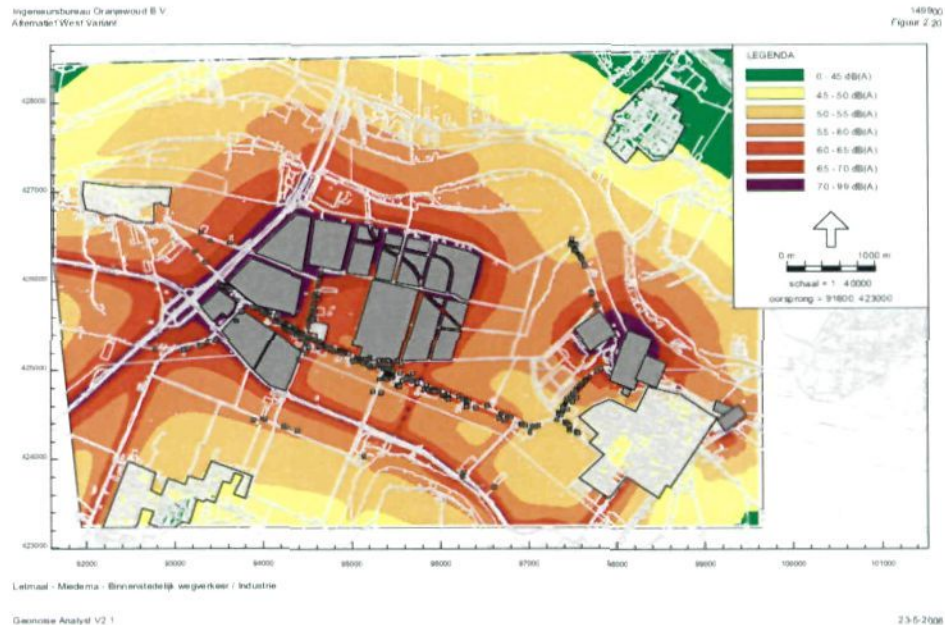 Ingenieursbureau Oranjewoud B.V.
Alternatief West Variant
Figuur 2.20
LEGENDA
0 - 45 dB(A)
45 - 50 dB(A)
50 - 55 dB(A)
55 - 60 dB(A)
60 - 65 dB(A)
65 - 70 dB(A)
70 - 99 dB(A)
0 m 1000 m
schaal = 1 : 40000
oorsprong = 91600, 423000
428000
427000
426000
425000
424000
423000
92000 93000 94000 95000 96000 97000 98000 99000 100000 101000
Letmaal - Miedema - Binnenstedelijk wegverkeer / Industrie
Geonoise Analyst V2.1
23-5-2008